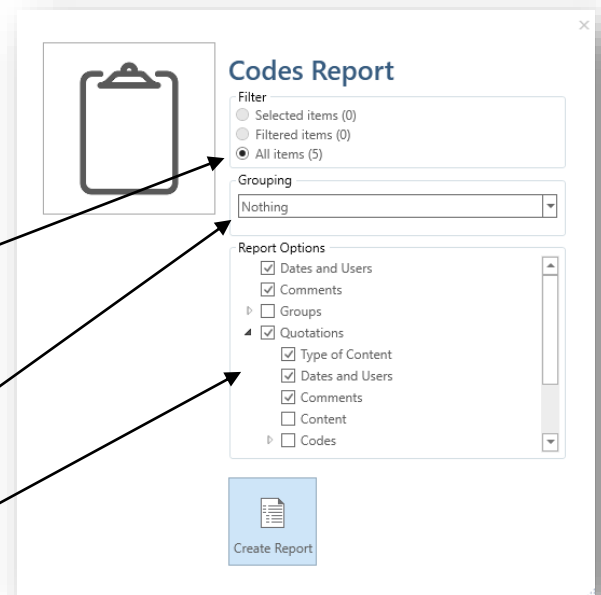 Codes Report
Filter
Selected items (0)
Filtered items (0)
All items (5)
Grouping
Nothing
Report Options
Dates and Users
Comments
Groups
Quotations
Type of Content
Dates and Users
Comments
Content
Codes
Create Report